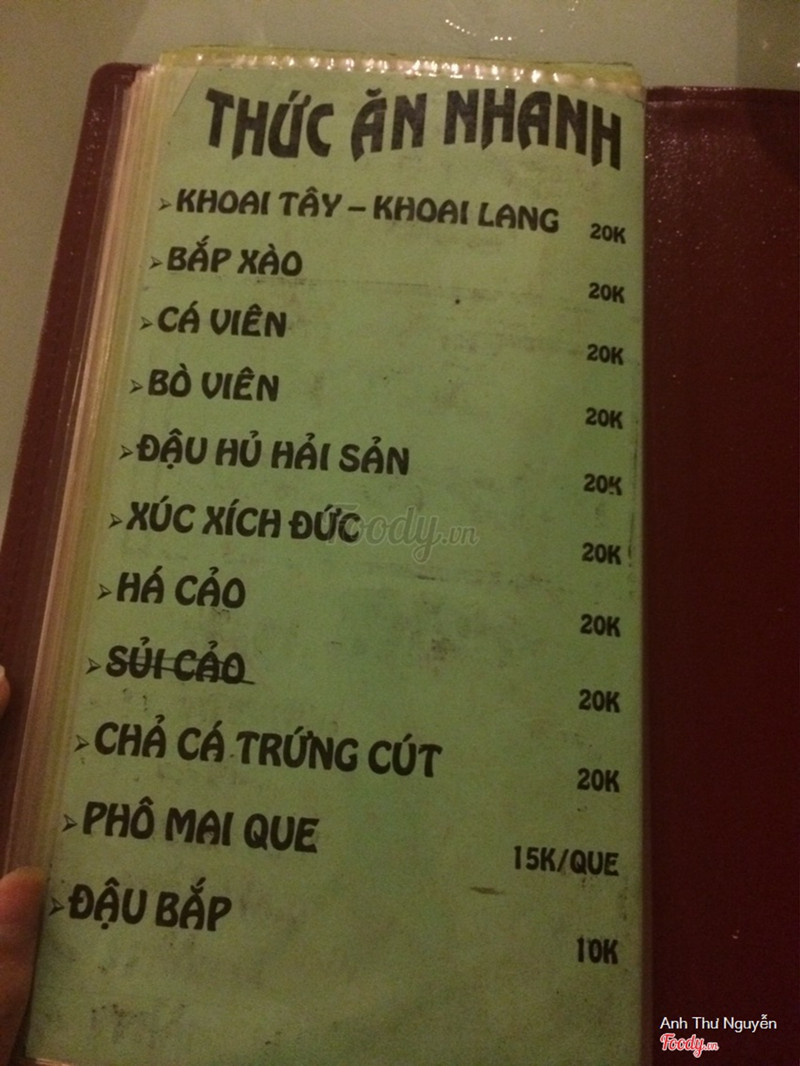 THỨC ĂN NHANH
➢KHOAI TÂY – KHOAI LANG 20K
➢BẮP XÀO 20K
➢CÁ VIÊN 20K
➢BÒ VIÊN 20K
➢ĐẬU HỦ HẢI SẢN 20K
➢XÚC XÍCH ĐỨC 20K
➢HÁ CẢO 20K
➢SỦI CẢO 20K
➢CHẢ CÁ TRỨNG CÚT 20K
➢PHÔ MAI QUE 15K/QUE
➢ĐẬU BẮP 10K
Foody.vn
Anh Thư Nguyễn
Foody.vn